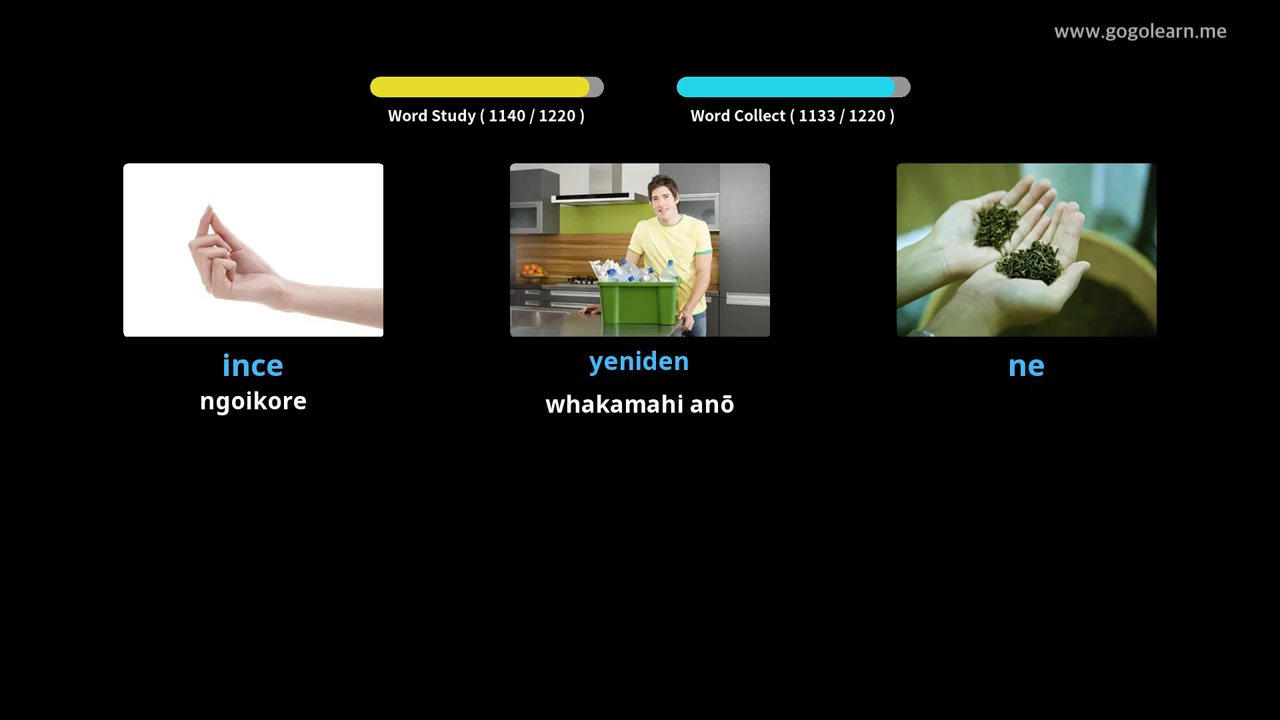 www.gogolearn.me
Word Study ( 1140 / 1220 )
Word Collect ( 1133 / 1220 )
ince
ngoikore
yeniden
whakamahi anō
ne